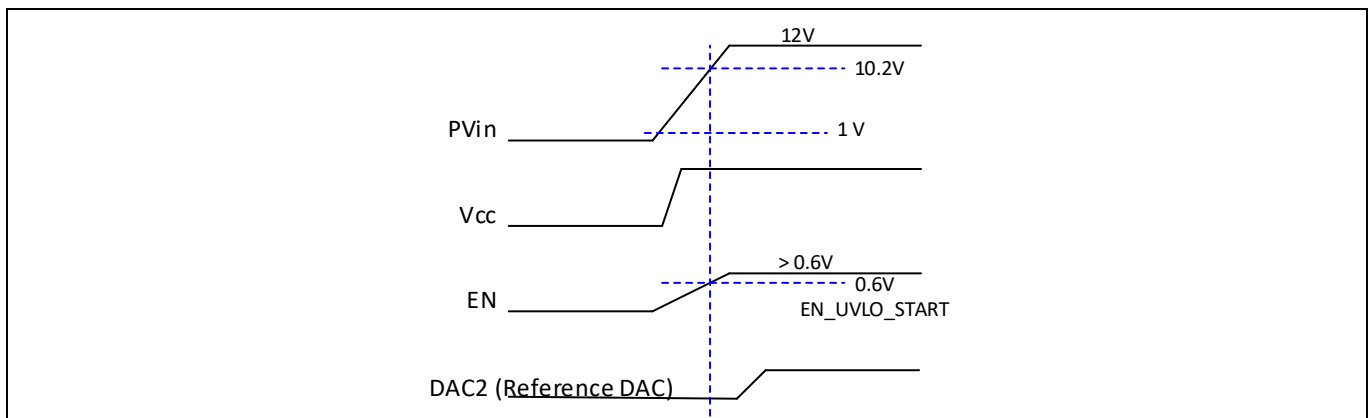 12V
10.2V
PVin
1 V
Vcc
> 0.6V
0.6V
EN
EN_UVLO_START
DAC2 (Reference DAC)